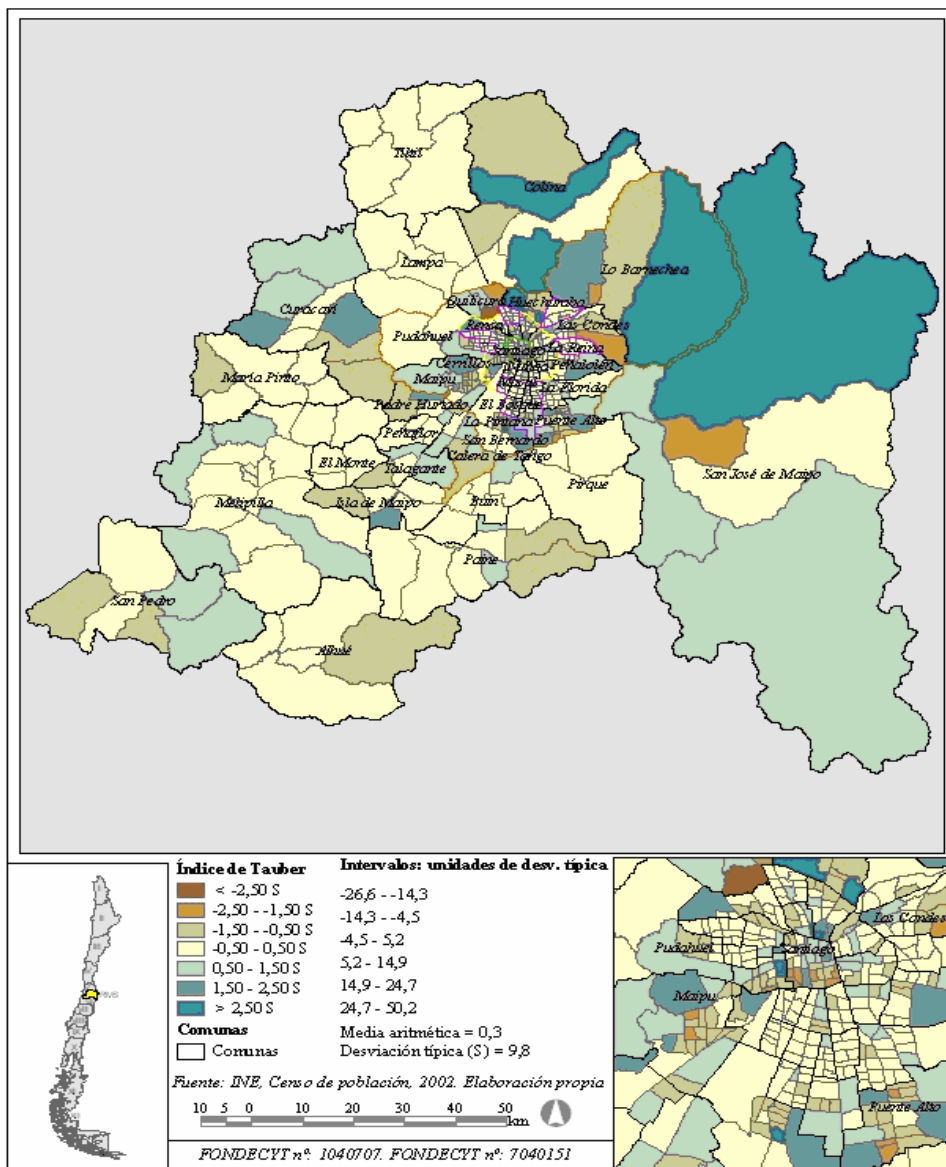 Tiltil
Colina
Lampa
Lo Barnechea
Curacaví
Quilicura
Huechuraba
Pudahuel
Renca
Las Condes
Santiago
La Reina
Cerrillos
Peñalolén
María Pinto
Maipú
Macul
La Florida
Padre Hurtado
El Bosque
Peñaflor
La Pintana
Puente Alto
San Bernardo
El Monte
Calera de Tango
Talagante
Pirque
San José de Maipo
Melipilla
Isla de Maipo
Buin
Paine
San Pedro
Alhué
Índice de Tauber
< -2,50 S
-2,50 - -1,50 S
-1,50 - -0,50 S
-0,50 - 0,50 S
0,50 - 1,50 S
1,50 - 2,50 S
> 2,50 S
Comunas
Comunas
Intervalos: unidades de desv. típica
-26,6 - -14,3
-14,3 - -4,5
-4,5 - 5,2
5,2 - 14,9
14,9 - 24,7
24,7 - 50,2
Media aritmética = 0,3
Desviación típica (S) = 9,8
Fuente: INE, Censo de población, 2002. Elaboración propia
10 5 0 10 20 30 40 50
km
FONDECYT nº: 1040707. FONDECYT nº: 7040151
Las Condes
Pudahuel
Santiago
Maipú
Puente Alto